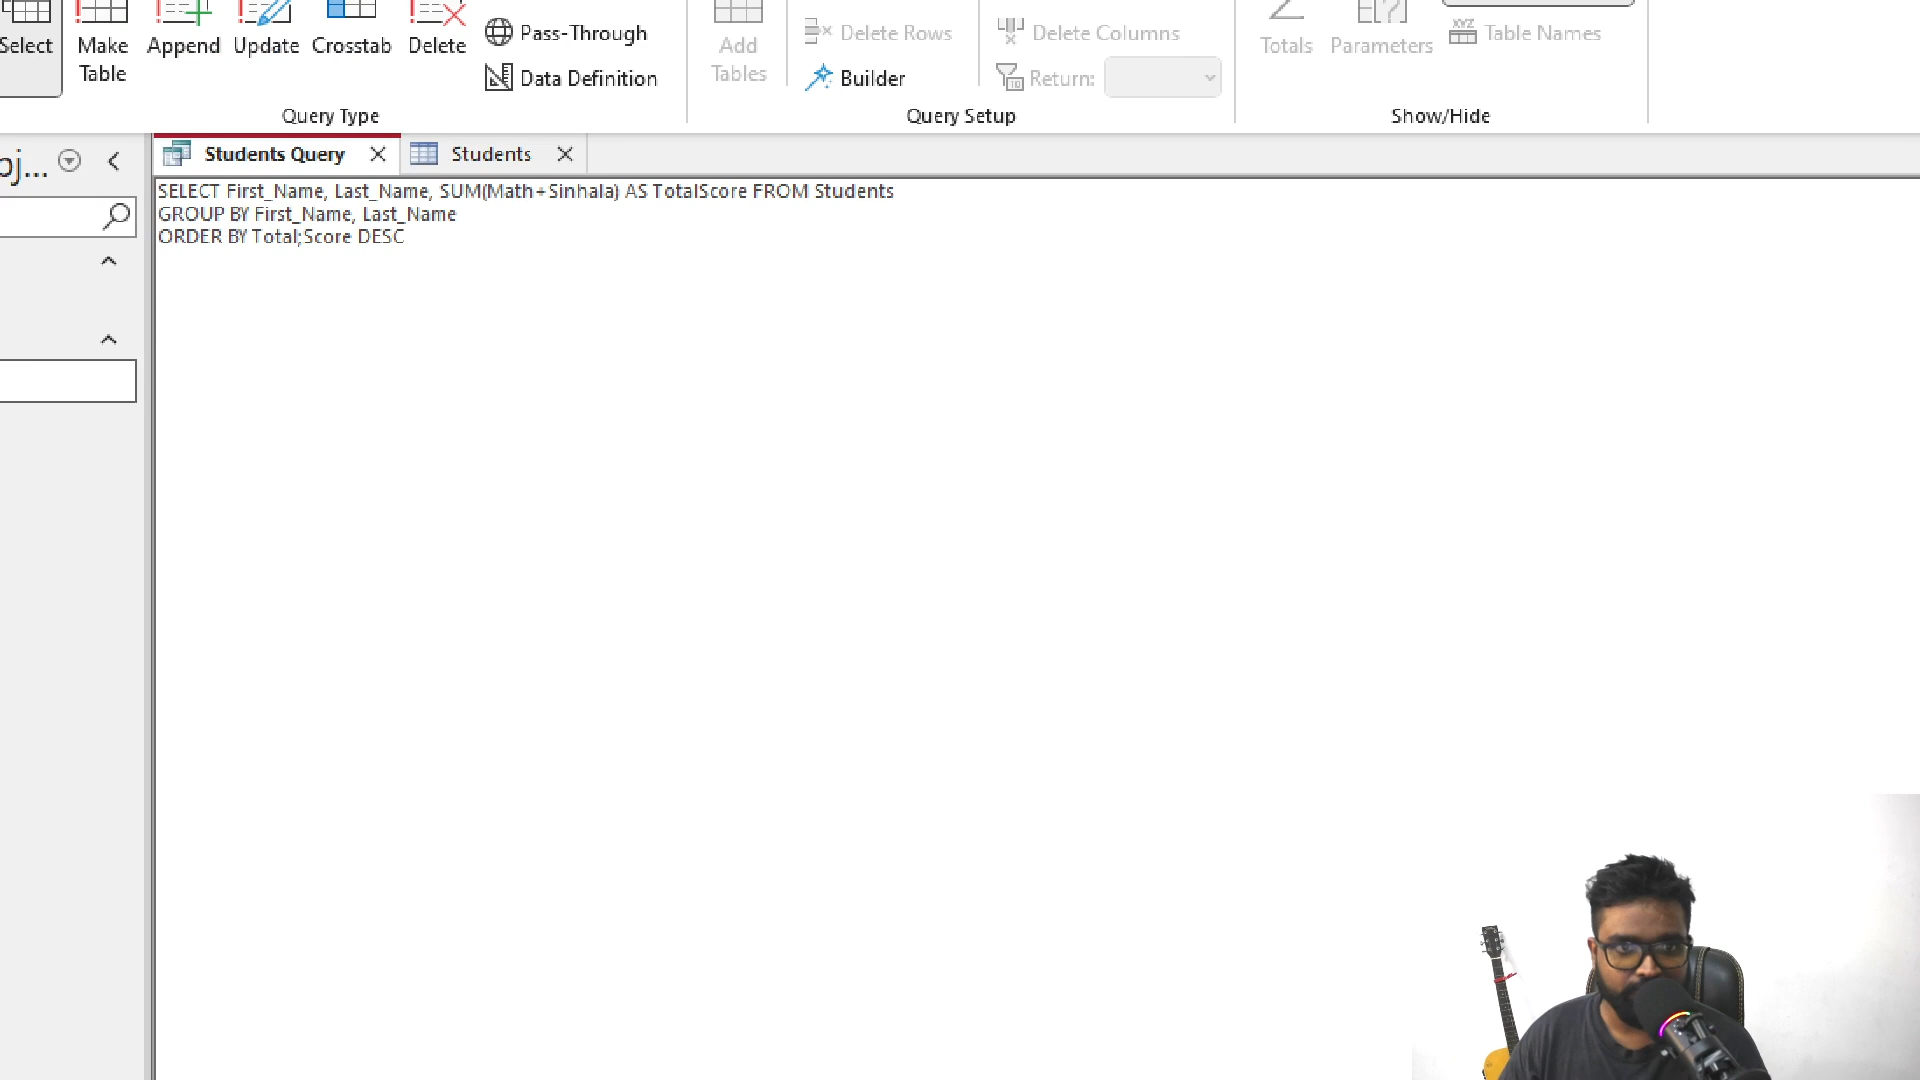 Select
Make Table
Append
Update
Crosstab
Delete
Pass-Through
Data Definition
Query Type
Add Tables
Delete Rows
Builder
Delete Columns
Return:
Query Setup
Totals
Parameters
XYZ Table Names
Show/Hide
bj...
Students Query
Students
SELECT First_Name, Last_Name, SUM(Math+Sinhala) AS TotalScore FROM Students
GROUP BY First_Name, Last_Name
ORDER BY Total;Score DESC